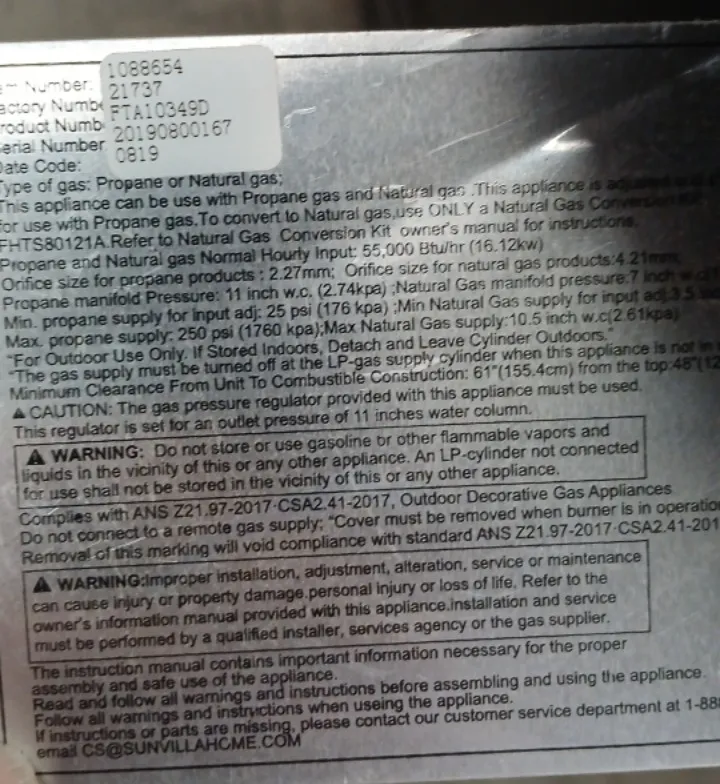 Number: 1088654
actory Numbe 21737
roduct Numb FTA10349D
erial Number 20190800167
Date Code: 0819
Type of gas: Propane or Natural gas;
This appliance can be use with Propane gas and Natural gas .This appliance is
for use with Propane gas.To convert to Natural gas,use ONLY a Natural Gas Conversion
FHTS80121A.Refer to Natural Gas Conversion Kit owner's manual for instructions.
Propane and Natural gas Normal Hourly Input: 55,000 Btu/hr (16.12kw)
Orifice size for propane products : 2.27mm; Orifice size for natural gas products:4.21mm;
Propane manifold Pressure: 11 inch w.c. (2.74kpa) ;Natural Gas manifold pressure:7 inch w.c
Min. propane supply for input adj: 25 psi (176 kpa) ;Min Natural Gas supply for input adj:3.5
Max. propane supply: 250 psi (1760 kpa);Max Natural Gas supply:10.5 inch w.c(2.61kpa)
"For Outdoor Use Only. If Stored Indoors, Detach and Leave Cylinder Outdoors."
"The gas supply must be turned off at the LP-gas supply cylinder when this appliance is not in
Minimum Clearance From Unit To Combustible Construction: 61"(155.4cm) from the top:48"(12
▲ CAUTION: The gas pressure regulator provided with this appliance must be used.
This regulator is set for an outlet pressure of 11 inches water column.
▲ WARNING: Do not store or use gasoline or other flammable vapors and
liquids in the vicinity of this or any other appliance. An LP-cylinder not connected
for use shall not be stored in the vicinity of this or any other appliance.
Complies with ANS Z21.97-2017·CSA2.41-2017, Outdoor Decorative Gas Appliances
Do not connect to a remote gas supply; "Cover must be removed when burner is in operatio
Removal of this marking will void compliance with standard ANS Z21.97-2017·CSA2.41-201
▲ WARNING:Improper installation, adjustment, alteration, service or maintenance
can cause injury or property damage.personal injury or loss of life. Refer to the
owner's information manual provided with this appliance.Installation and service
must be performed by a qualified installer, services agency or the gas supplier.
The instruction manual contains important information necessary for the proper
assembly and safe use of the appliance.
Read and follow all warnings and instructions before assembling and using the appliance.
Follow all warnings and instructions when useing the appliance.
If instructions or parts are missing, please contact our customer service department at 1-88
email CS@SUNVILLAHOME.COM